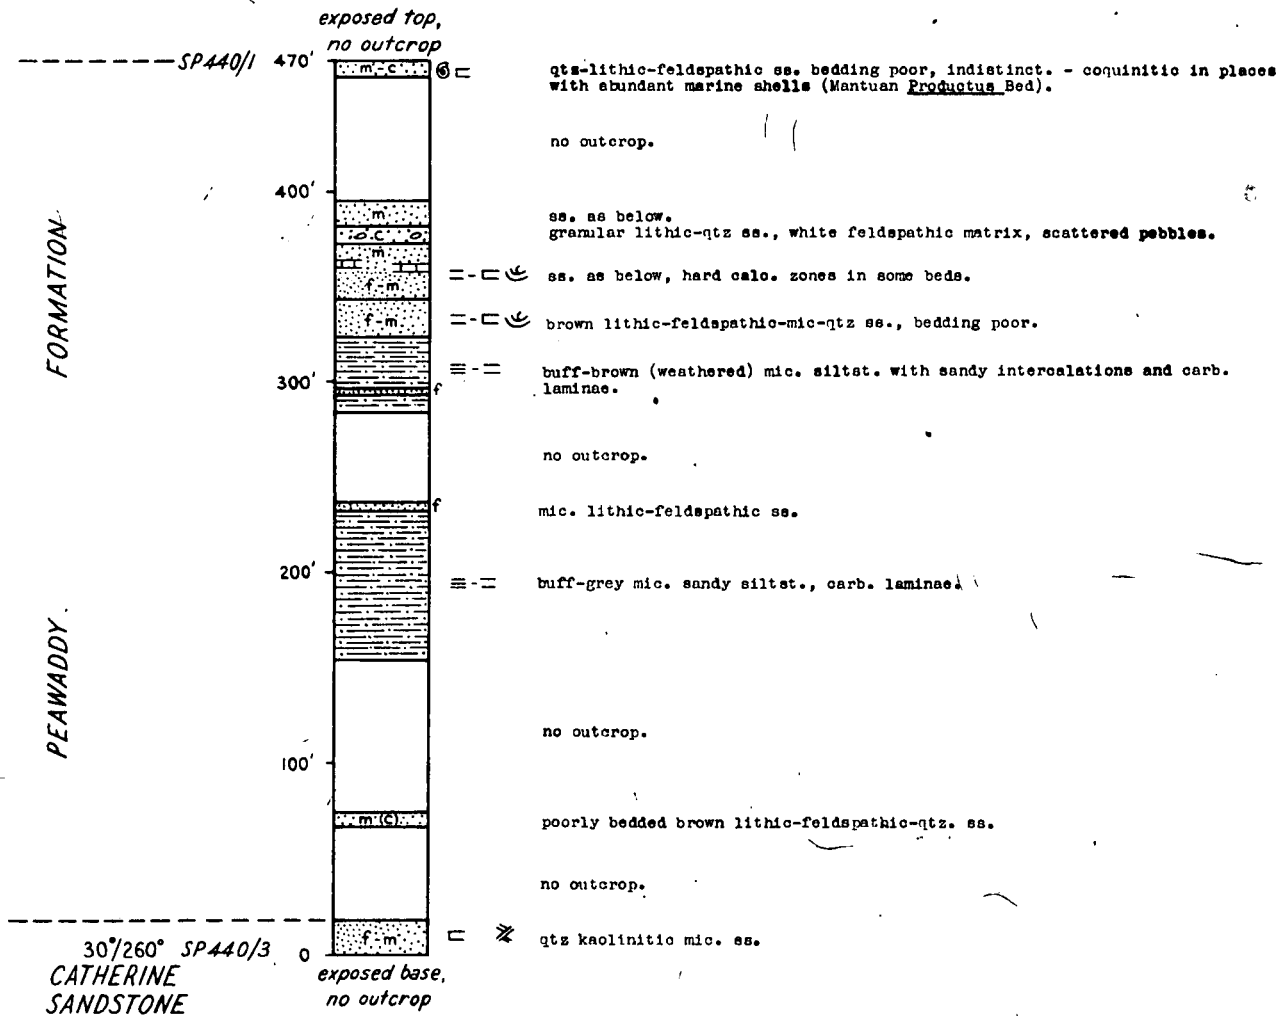 exposed top,
no outcrop
SP440/1 470'
m - c
qts-lithic-feldspathic ss. bedding poor, indistinct. - coquinitic in places
with abundant marine shells (Mantuan Productus Bed).
no outcrop.
400'
m
ss. as below.
c
granular lithic-qtz ss., white feldspathic matrix, scattered pebbles.
m
f-m
ss. as below, hard calc. zones in some beds.
f-m
brown lithic-feldspathic-mic-qtz ss., bedding poor.
300'
f
buff-brown (weathered) mic. siltst. with sandy intercalations and carb.
laminae.
no outcrop.
f
mic. lithic-feldspathic ss.
200'
buff-grey mic. sandy siltst., carb. laminae.
no outcrop.
100'
m (c)
poorly bedded brown lithic-feldspathic-qtz. ss.
no outcrop.
f-m
qtz kaolinitic mic. ss.
30°/260° SP440/3 0
exposed base,
no outcrop
PEAWADDY
FORMATION
CATHERINE
SANDSTONE